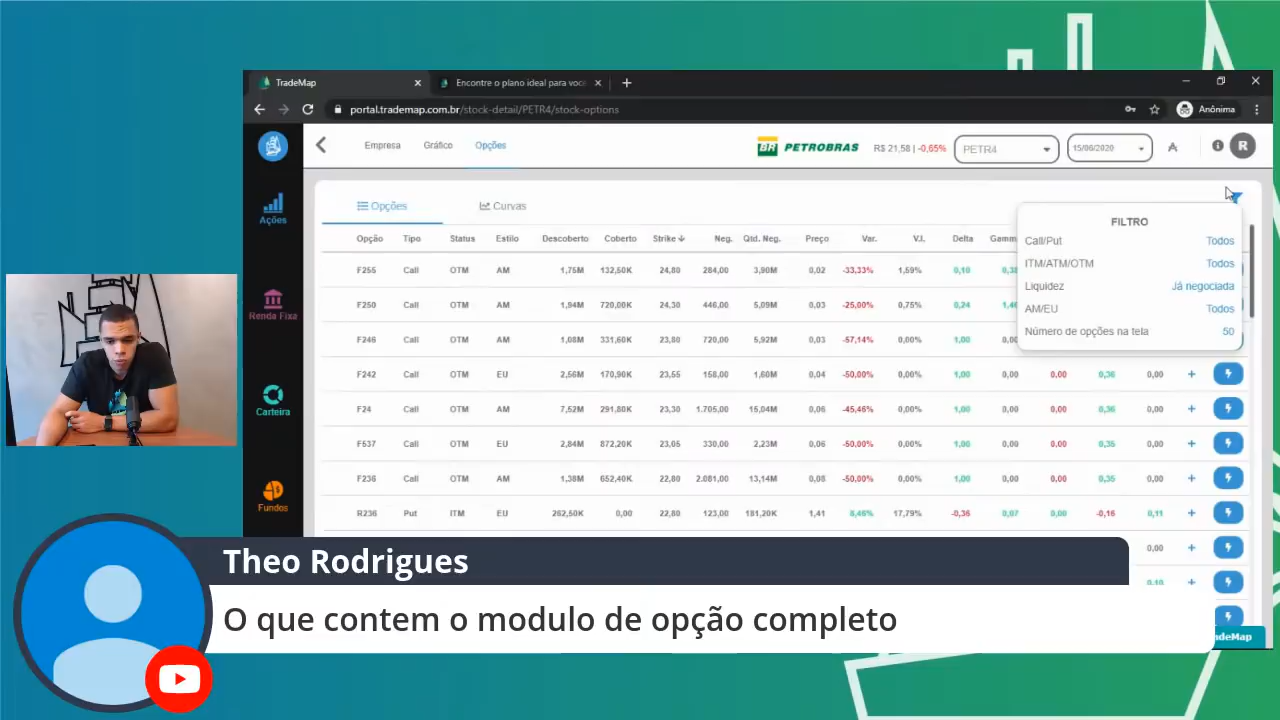 TradeMap
Encontre o plano ideal para você
portal.trademap.com.br/stock-detail/PETR4/stock-options
Anônima
Empresa Gráfico Opções
BR PETROBRAS R$ 21,58 | -0,65% PETR4 15/06/2020 R
Ações
Renda Fixa
Carteira
Fundos
Opções Curvas
Opção Tipo Status Estilo Descoberto Coberto Strike Neg. Qtd. Neg. Preço Var. V.I. Delta Gamm
F255 Call OTM AM 1,75M 132,50K 24,80 284,00 3,90M 0,02 -33,33% 1,59% 0,18
F250 Call OTM AM 1,94M 720,00K 24,30 446,00 5,09M 0,03 -25,00% 0,75% 0,24
F246 Call OTM AM 1,08M 331,60K 23,80 720,00 5,92M 0,03 -57,14% 0,00% 1,00 0,00
F242 Call OTM EU 2,56M 170,90K 23,55 158,00 1,60M 0,04 -50,00% 0,00% 1,00 0,00 0,00 0,36 0,00 +
F24 Call OTM AM 7,52M 291,80K 23,30 1.705,00 15,04M 0,06 -45,46% 0,00% 1,00 0,00 0,00 0,36 0,00 +
F537 Call OTM EU 2,84M 872,20K 23,05 330,00 2,23M 0,06 -50,00% 0,00% 1,00 0,00 0,00 0,35 0,00 +
F236 Call OTM AM 1,38M 652,40K 22,80 2.081,00 13,14M 0,08 -50,00% 0,00% 1,00 0,00 0,00 0,35 0,00 +
R236 Put ITM EU 262,50K 0,00 22,80 123,00 181,20K 1,41 8,46% 17,79% -0,36 0,07 0,00 -0,16 0,11 +
0,00 +
0,10 +
FILTRO
Call/Put Todos
ITM/ATM/OTM Todos
Liquidez Já negociada
AM/EU Todos
Número de opções na tela 50
deMap
Theo Rodrigues
O que contem o modulo de opção completo